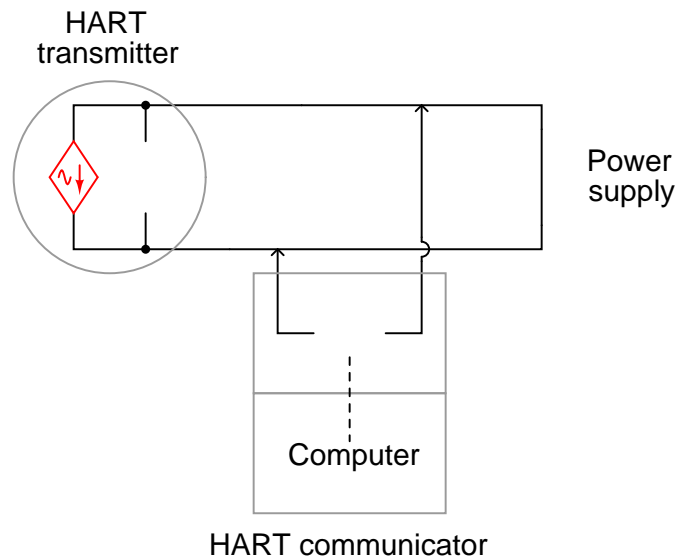 HART
transmitter
Power
supply
Computer
HART communicator